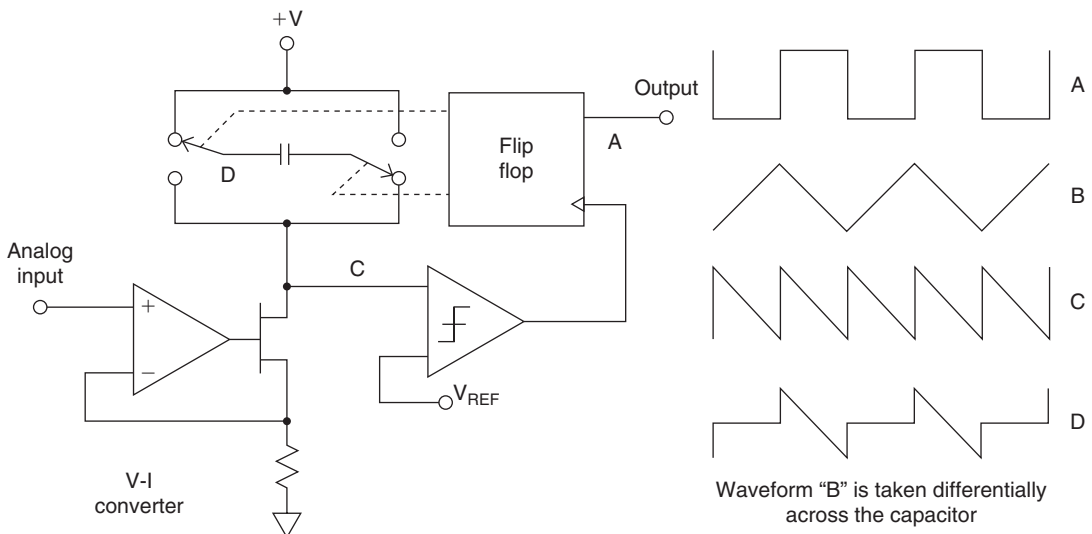 +V
Output
A
Flip
flop
D
Analog
input
C
+
−
V-I
converter
VREF
A
B
C
D
Waveform “B” is taken differentially
across the capacitor